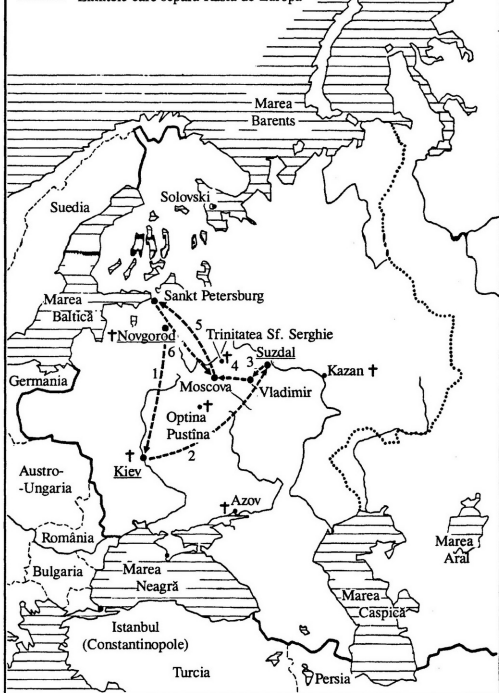 Marea
Barents
Suedia
Solovski
Marea
Baltică
Sankt Petersburg
Novgorod
5
6
Trinitatea Sf. Serghie
Suzdal
1
4
3
Kazan
Germania
Moscova
Vladimir
Optina
Pustîna
2
Kiev
Austro-
-Ungaria
Azov
România
Marea
Aral
Bulgaria
Marea
Neagră
Marea
Caspică
Istanbul
(Constantinopole)
Turcia
Persia